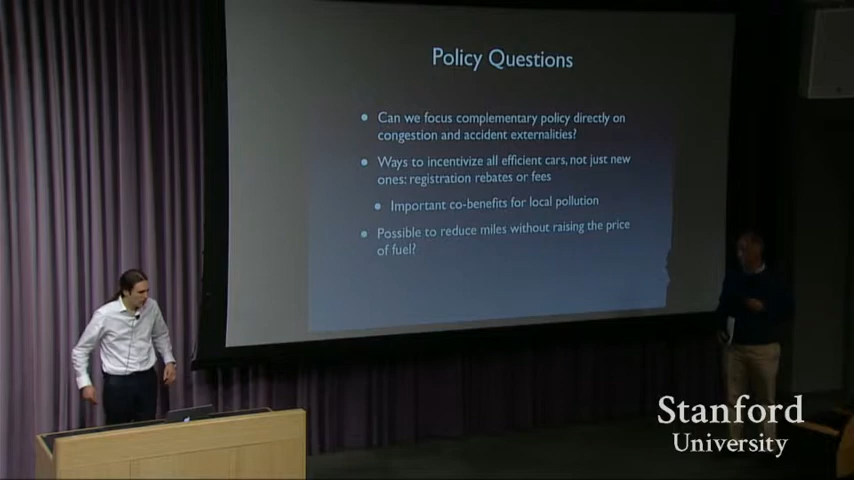 Policy Questions
Can we focus complementary policy directly on
congestion and accident externalities?
Ways to incentivize all efficient cars, not just new
ones: registration rebates or fees
Important co-benefits for local pollution
Possible to reduce miles without raising the price
of fuel?
Stanford
University